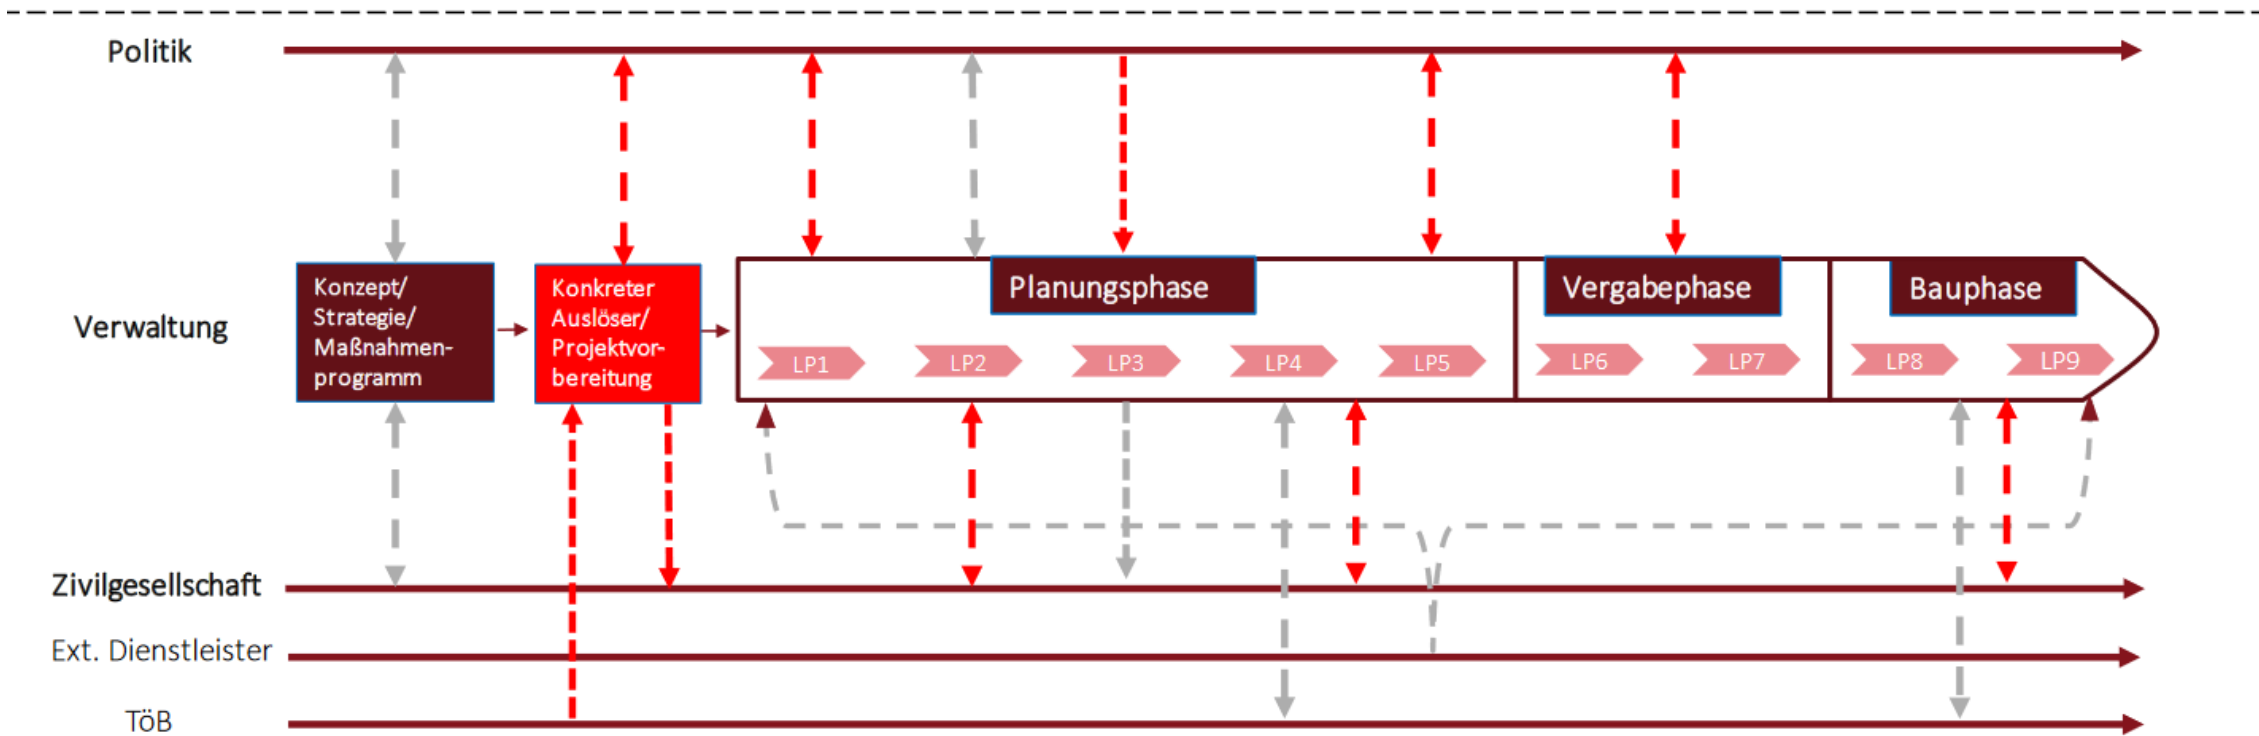 Politik
Verwaltung
Konzept/
Strategie/
Maßnahmen-
programm
Konkreter
Auslöser/
Projektvor-
bereitung
Planungsphase
Vergabephase
Bauphase
LP1
LP2
LP3
LP4
LP5
LP6
LP7
LP8
LP9
Zivilgesellschaft
Ext. Dienstleister
TöB